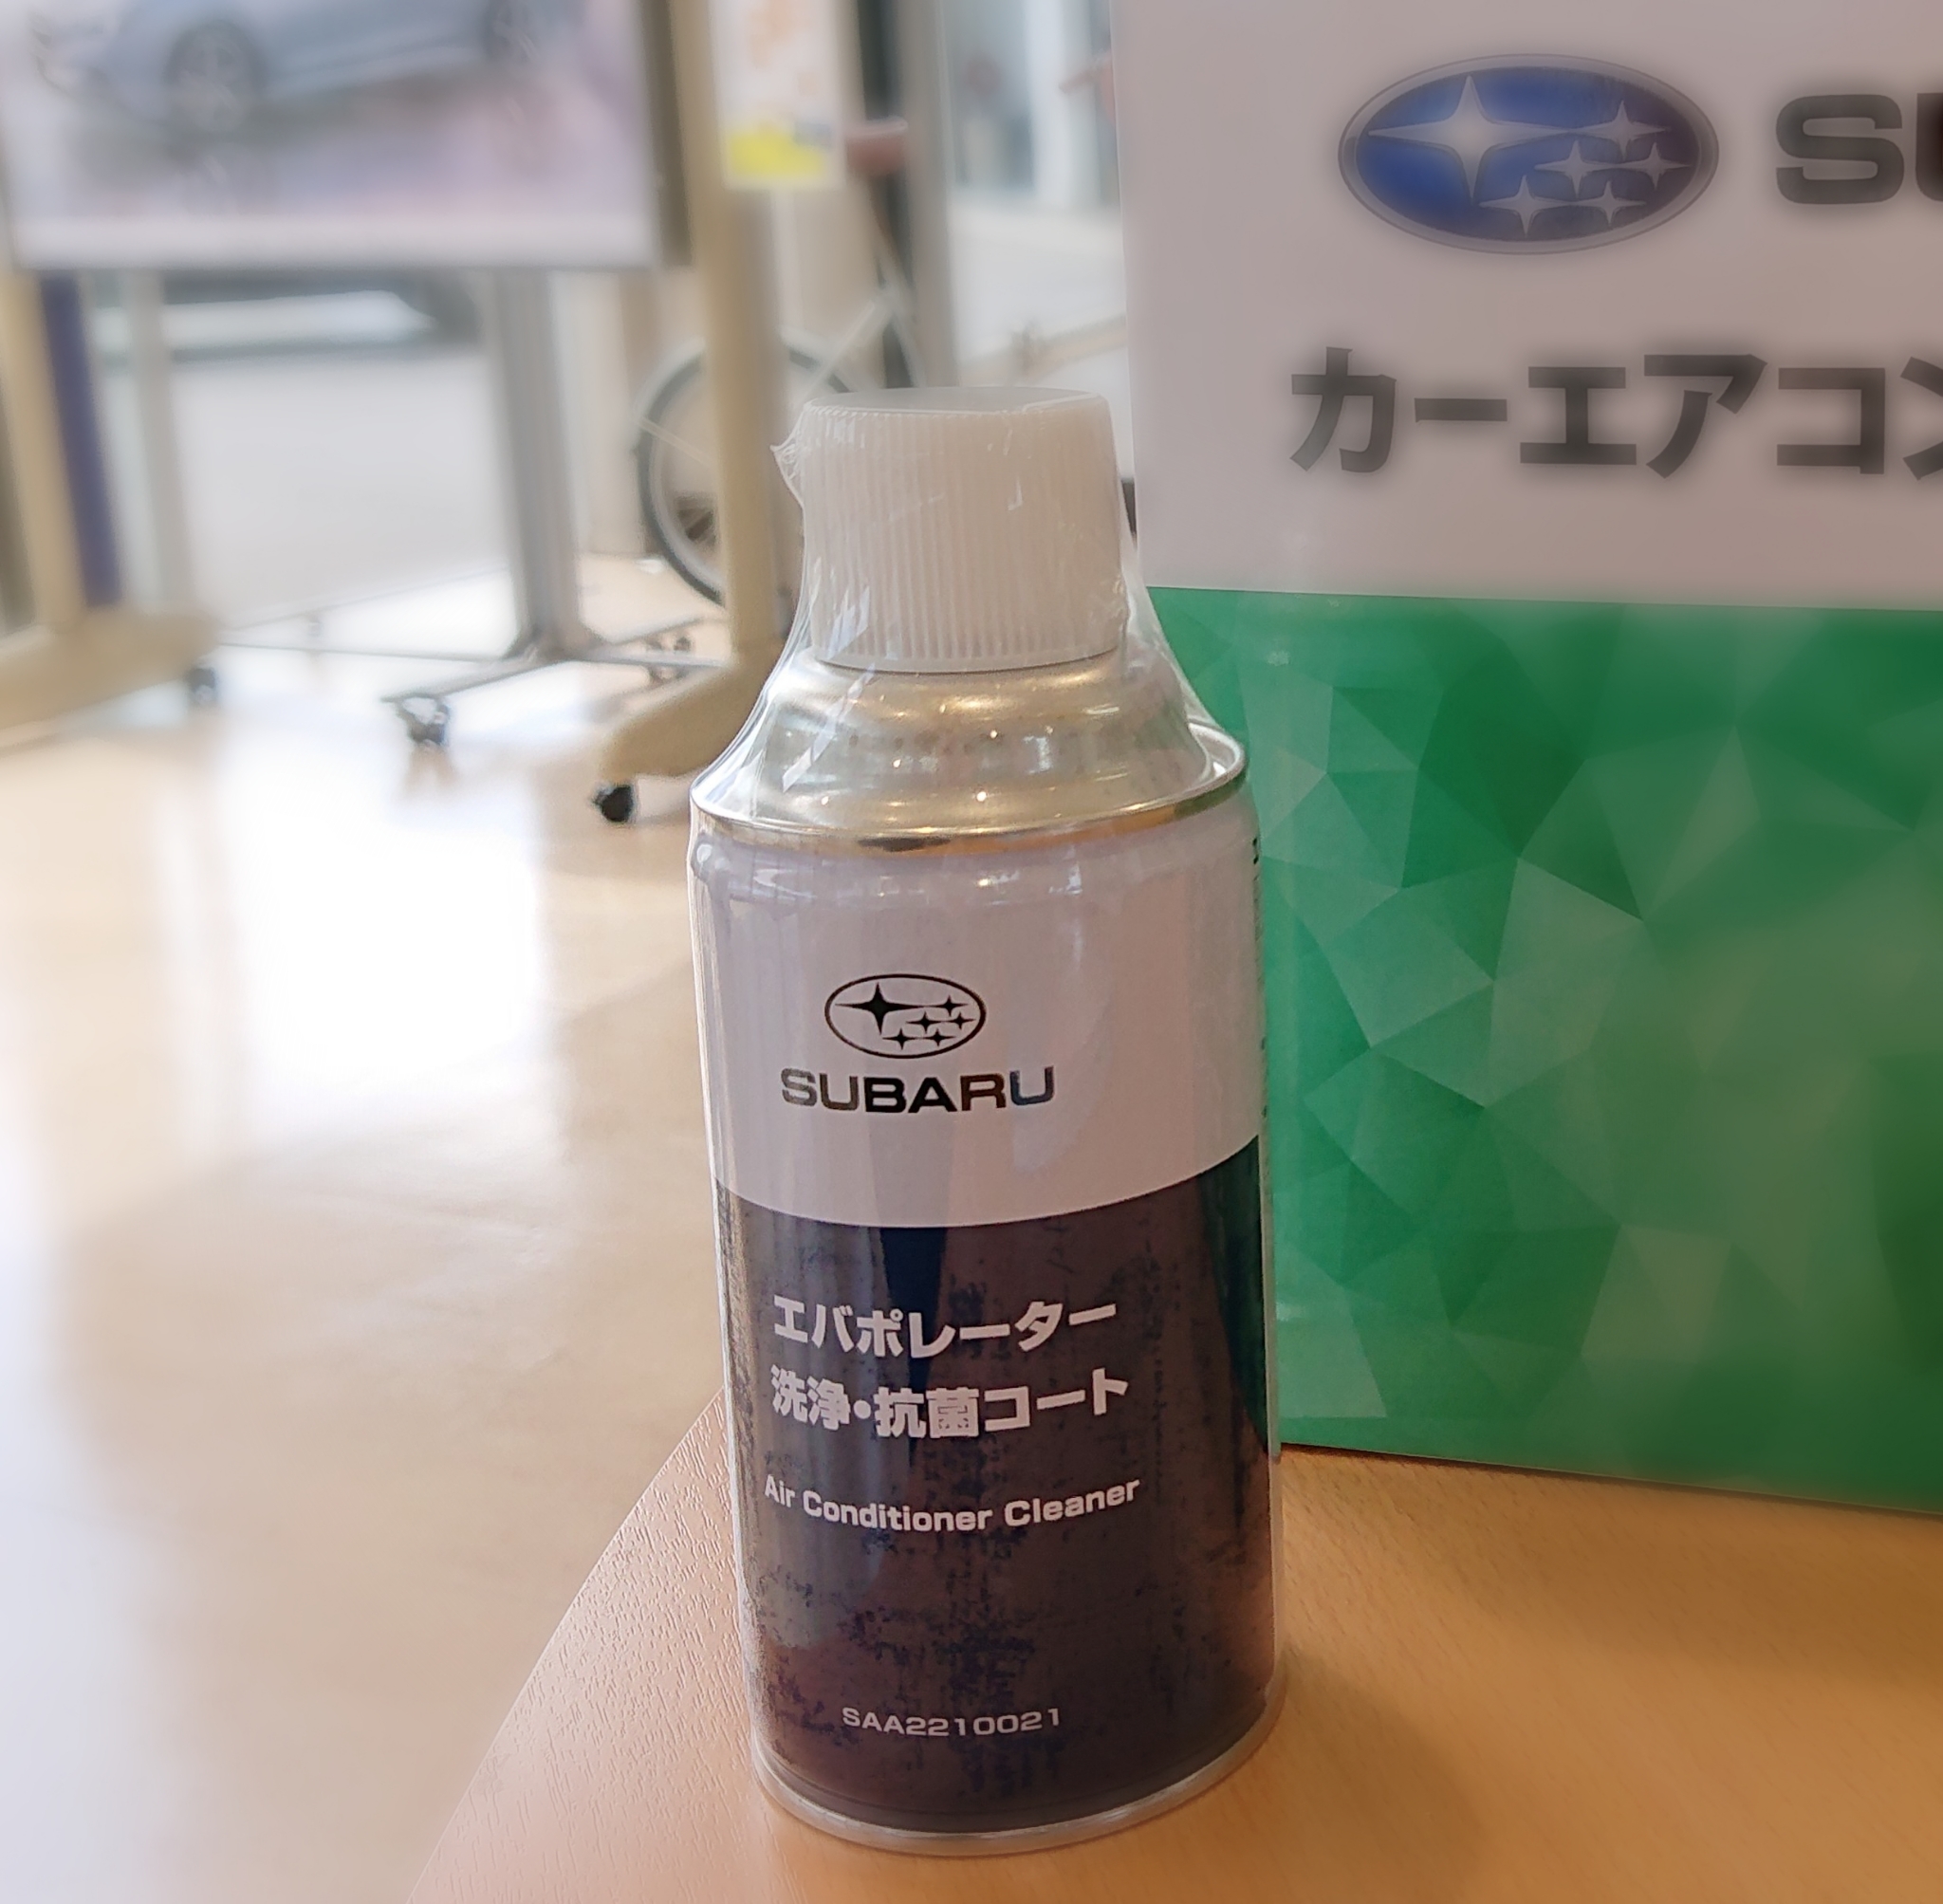 カーエアコン
SUBARU
エバポレーター
洗浄・抗菌コート
Air Conditioner Cleaner
SAA2210021